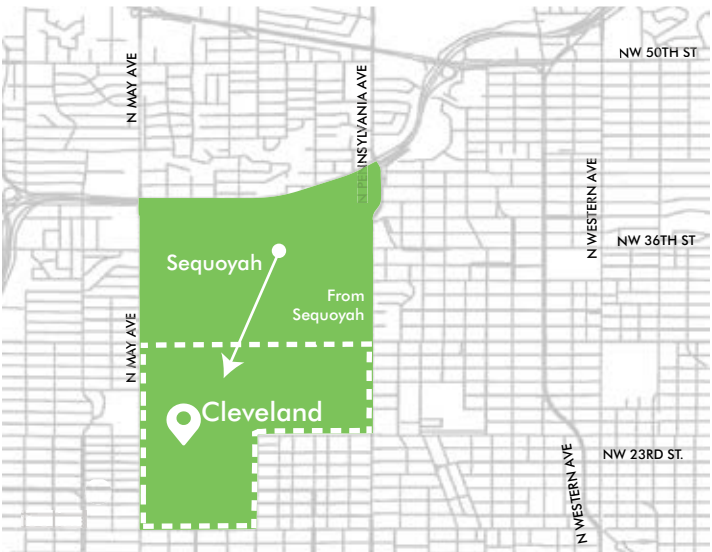 NW 50TH ST
N MAY AVE
N PENNSYLVANIA AVE
N WESTERN AVE
NW 36TH ST
Sequoyah
From
Sequoyah
N MAY AVE
Cleveland
NW 23RD ST.
N WESTERN AVE